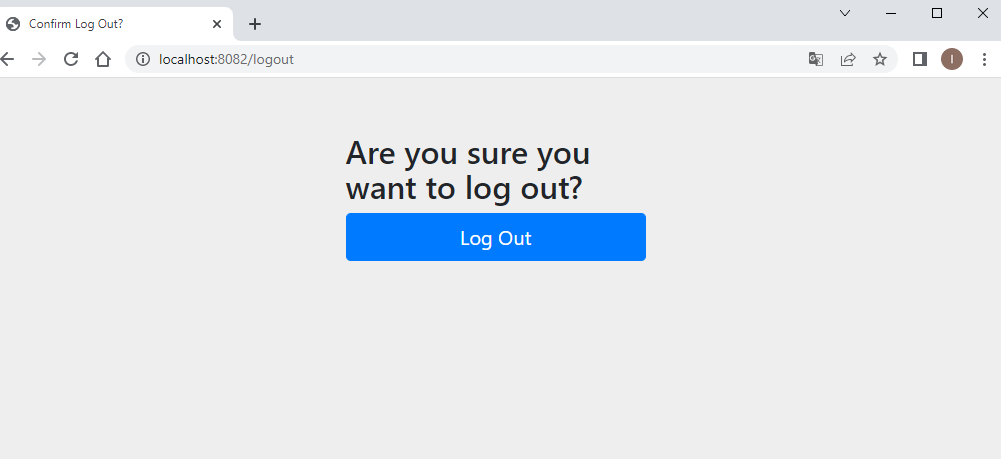 Confirm Log Out?
localhost:8082/logout
I
Are you sure you
want to log out?
Log Out